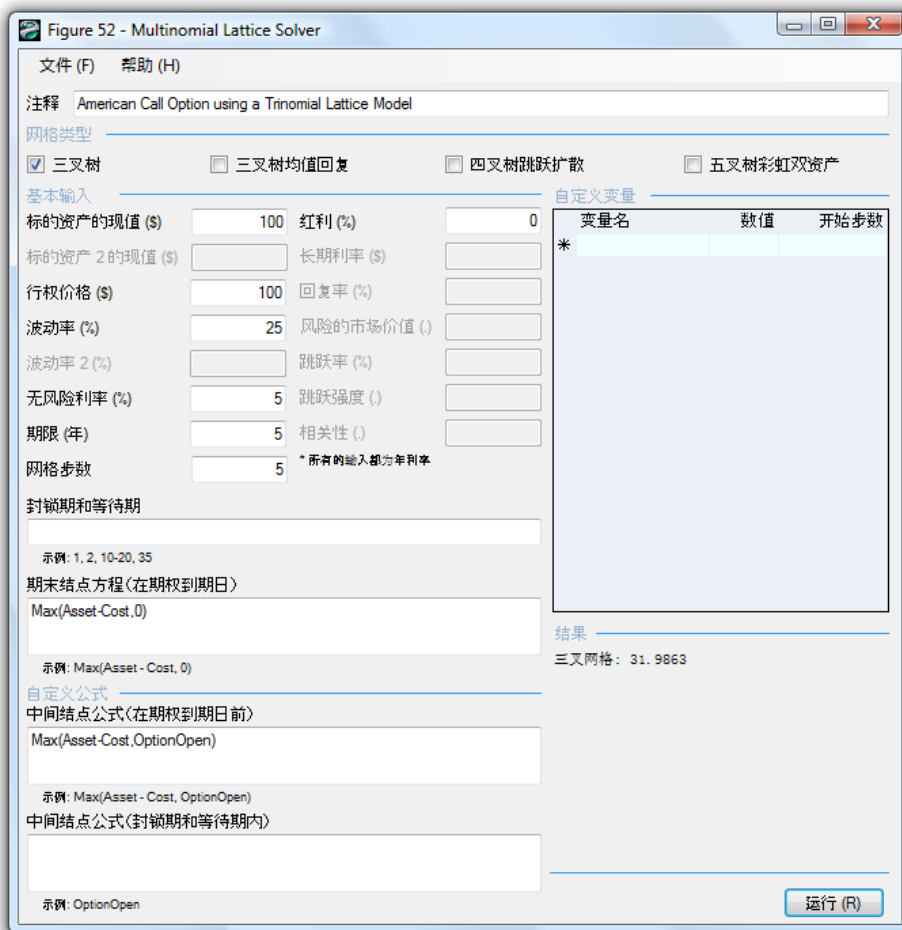 Figure 52 - Multinomial Lattice Solver
文件 (F) 帮助 (H)
注释 American Call Option using a Trinomial Lattice Model
网格类型
三叉树 三叉树均值回复 四叉树跳跃扩散 五叉树彩虹双资产
基本输入 自定义变量
标的资产的现值 ($) 100 红利 (%) 0
变量名 数值 开始步数
*
标的资产 2 的现值 ($) 长期利率 ($)
行权价格 ($) 100 回复率 (%)
波动率 (%) 25 风险的市场价值 (.)
波动率 2 (%) 跳跃率 (%)
无风险利率 (%) 5 跳跃强度 (.)
期限 (年) 5 相关性 (.)
网格步数 5 * 所有的输入都为年利率
封锁期和等待期
示例: 1, 2, 10-20, 35
期末结点方程(在期权到期日)
Max(Asset-Cost,0)
示例: Max(Asset - Cost, 0)
结果
三叉网格: 31.9863
自定义公式
中间结点公式(在期权到期日前)
Max(Asset-Cost,OptionOpen)
示例: Max(Asset - Cost, OptionOpen)
中间结点公式(封锁期和等待期内)
示例: OptionOpen
运行 (R)